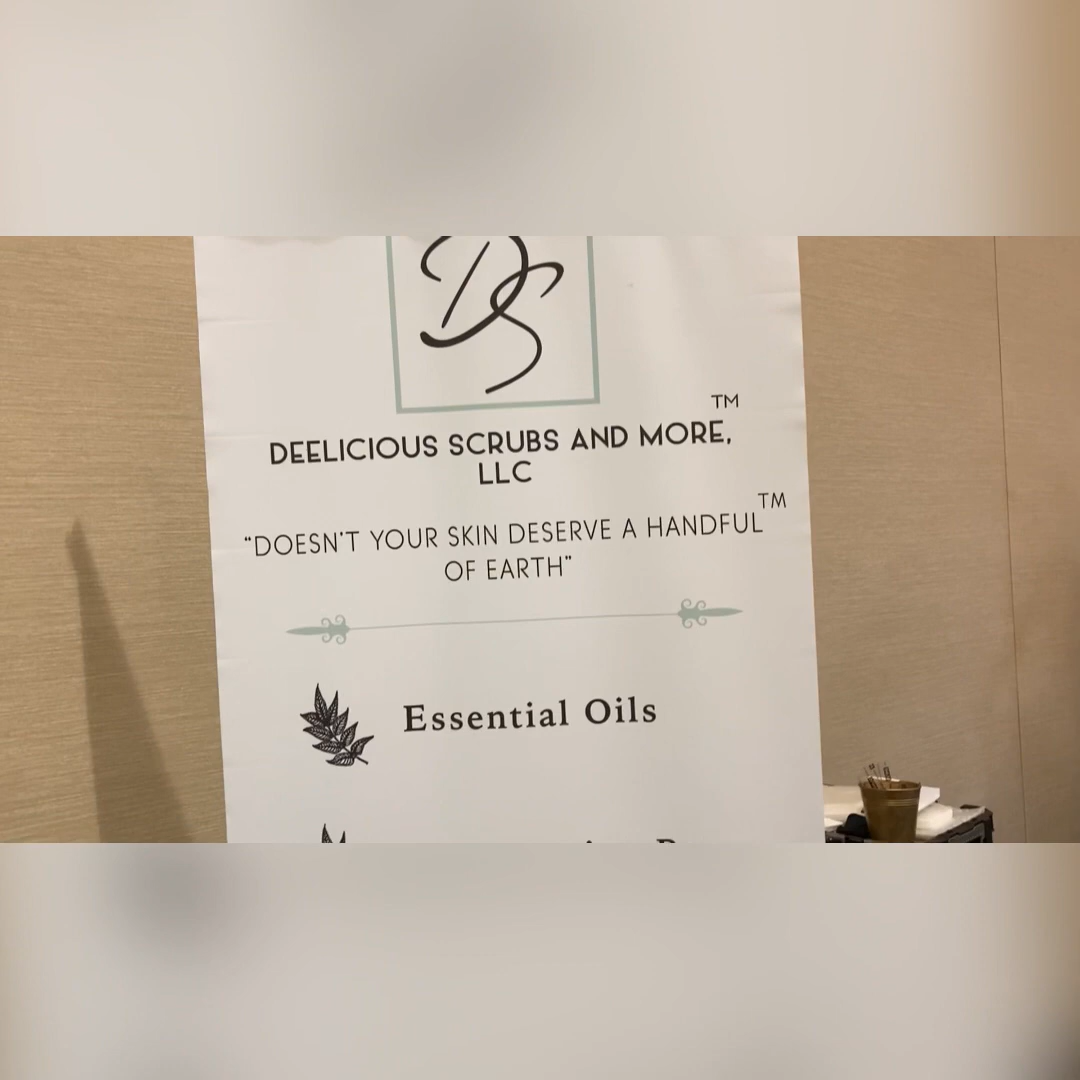 DS
TM
DEELICIOUS SCRUBS AND MORE,
LLC
TM
"DOESN'T YOUR SKIN DESERVE A HANDFUL
OF EARTH"
Essential Oils